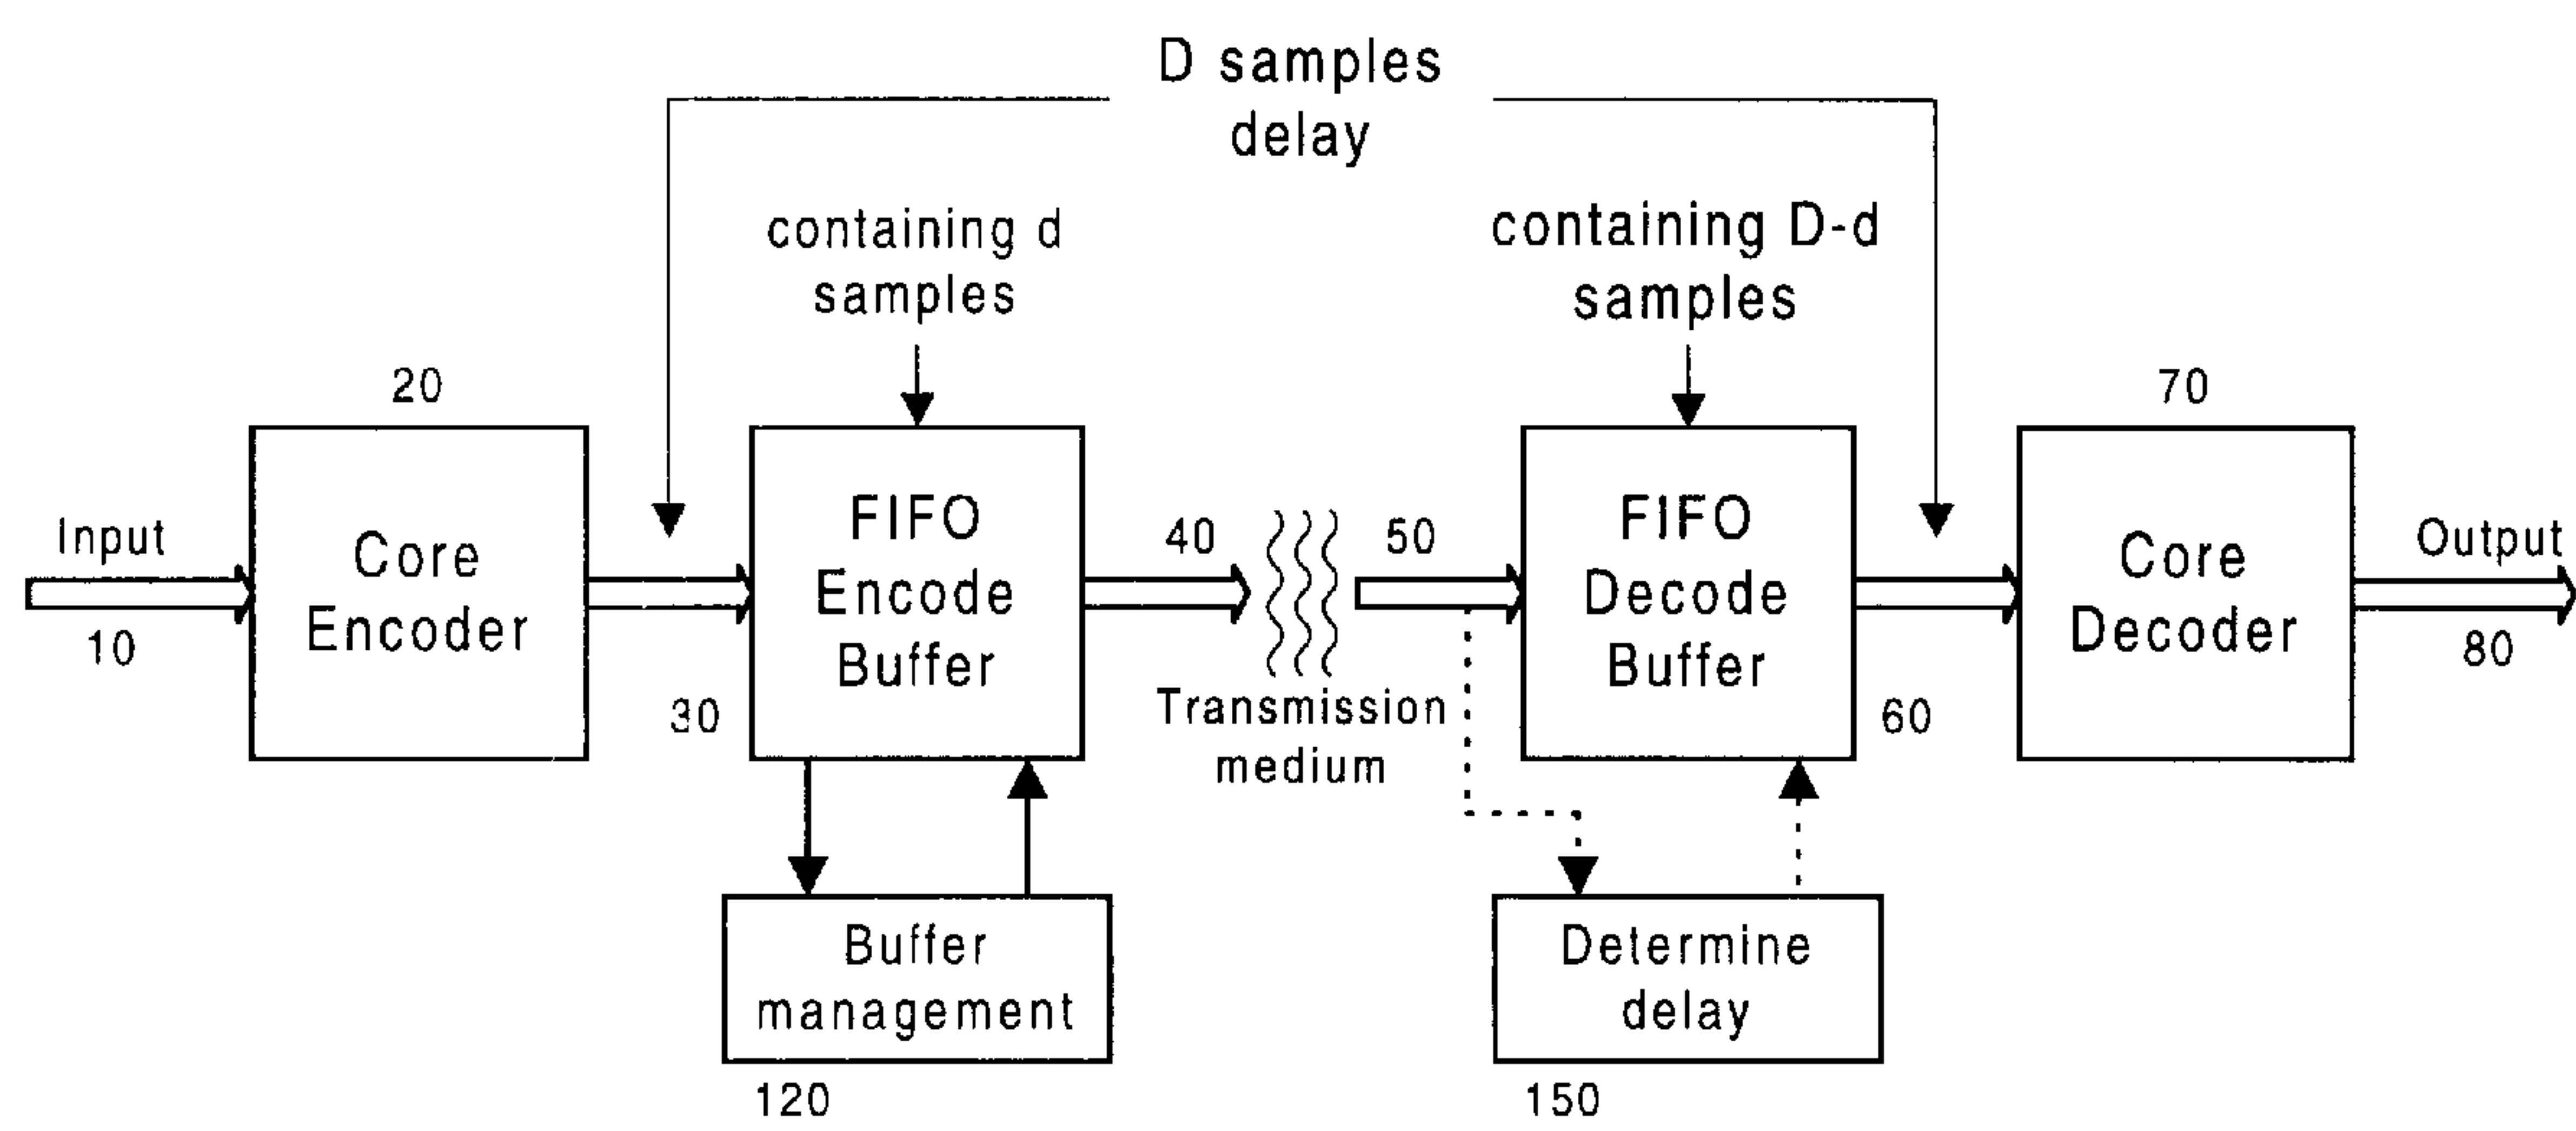 D samples
delay
containing d
samples
containing D-d
samples
20
70
Input
10
Core
Encoder
30
FIFO
Encode
Buffer
40
Transmission
medium
50
FIFO
Decode
Buffer
60
Core
Decoder
Output
80
Buffer
management
120
Determine
delay
150